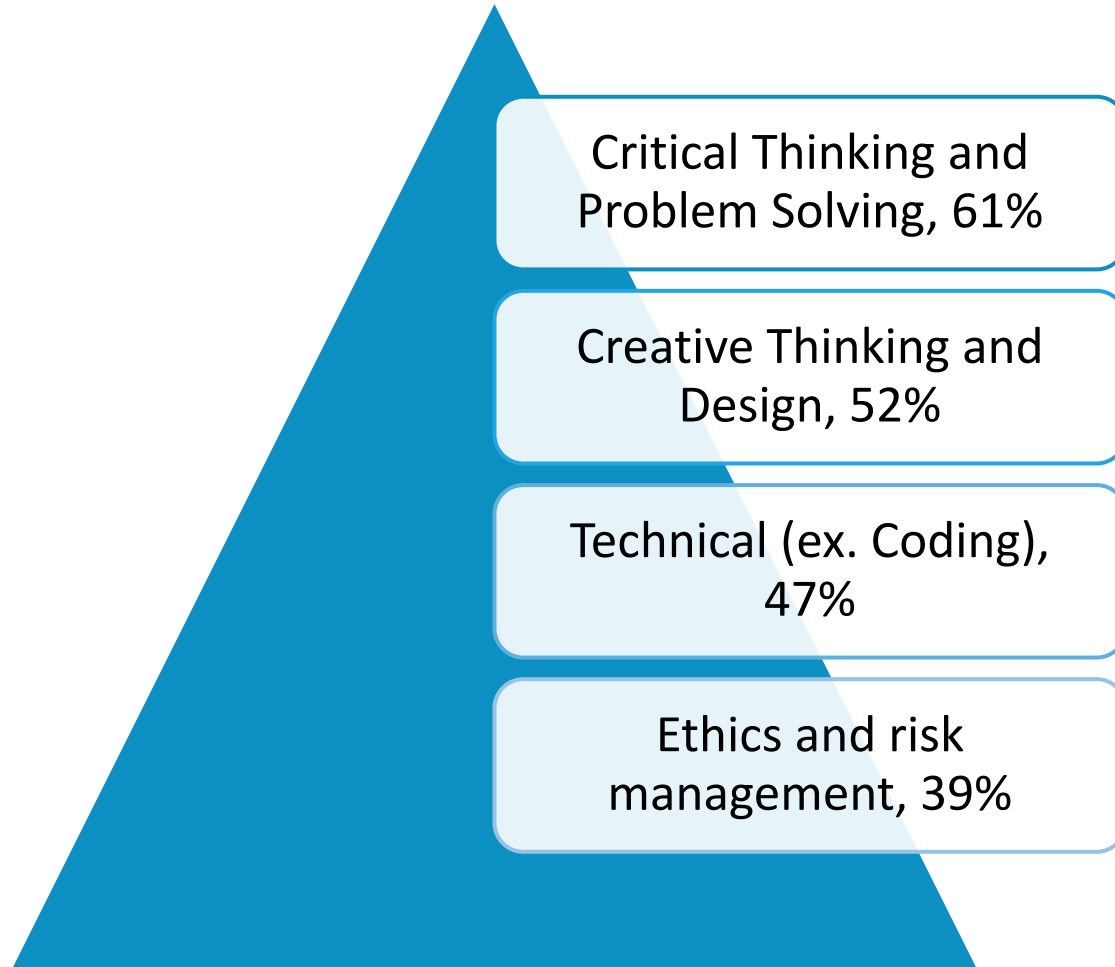 Critical Thinking and
Problem Solving, 61%
Creative Thinking and
Design, 52%
Technical (ex. Coding),
47%
Ethics and risk
management, 39%